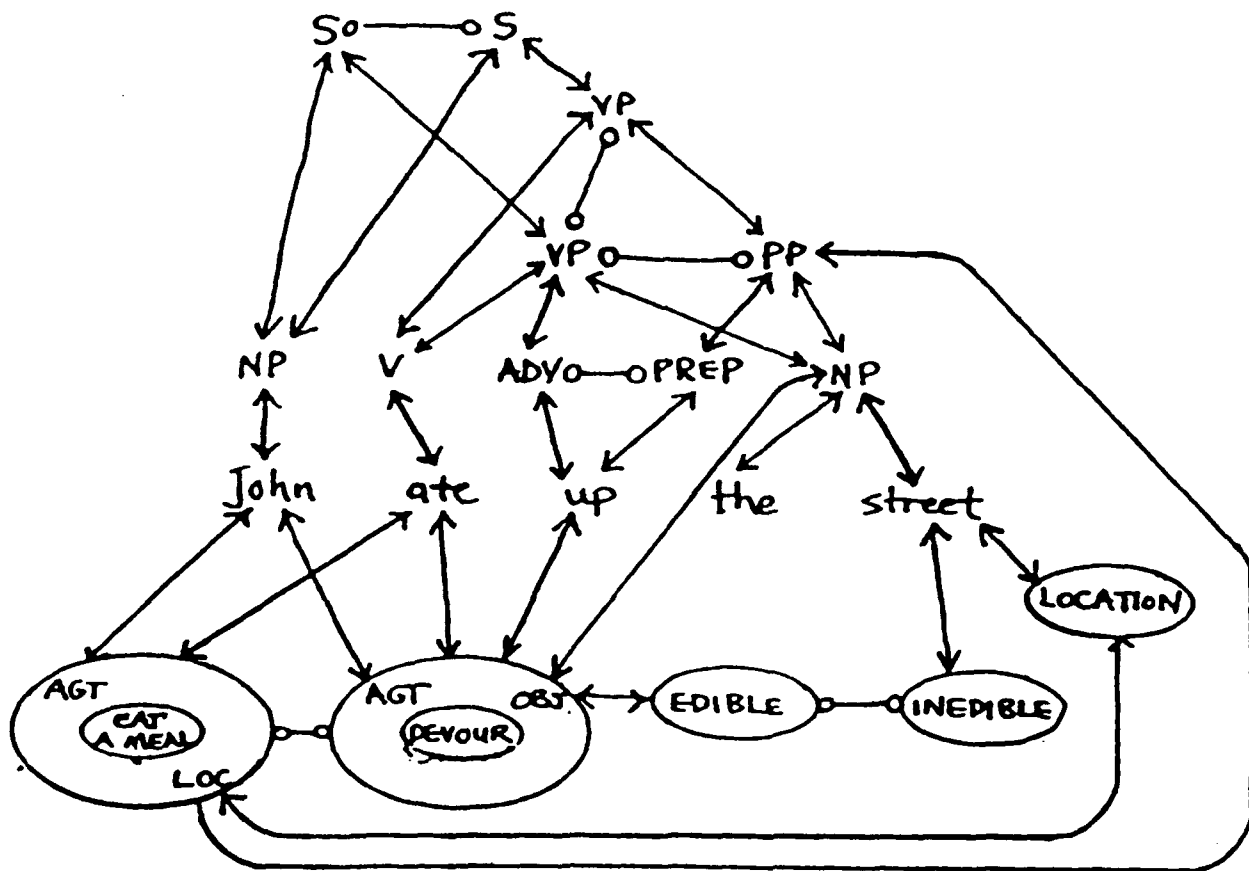 S S
VP
VP PP
NP V ADV PREP NP
John ate up the street
LOCATION
AGT AGT OBJ EDIBLE INEDIBLE
EAT
A MEAL
DEVOUR
LOC